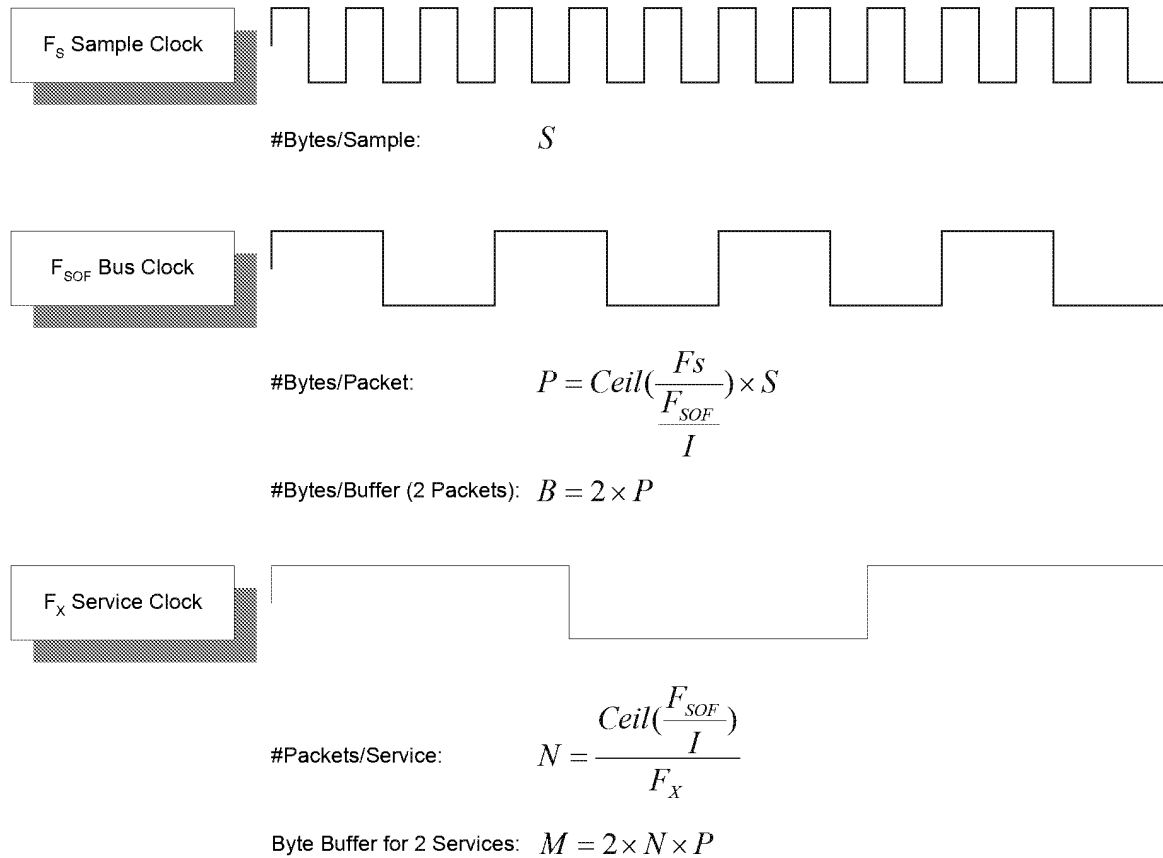 F_S Sample Clock
#Bytes/Sample: S
F_SOF Bus Clock
#Bytes/Packet: P = Ceil(Fs / (F_SOF / I)) × S
#Bytes/Buffer (2 Packets): B = 2 × P
F_X Service Clock
#Packets/Service: N = Ceil(F_SOF / I) / F_X
Byte Buffer for 2 Services: M = 2 × N × P